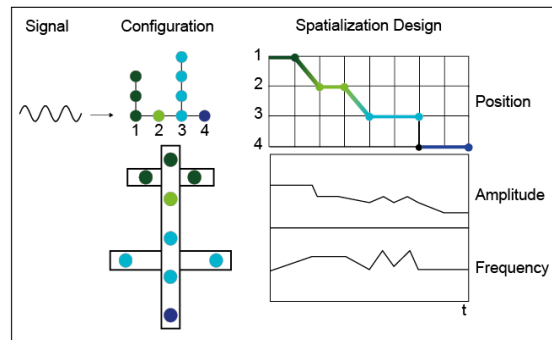 Signal
Configuration
Spatialization Design
1 2 3 4
1
2
3
4
Position
Amplitude
Frequency
t